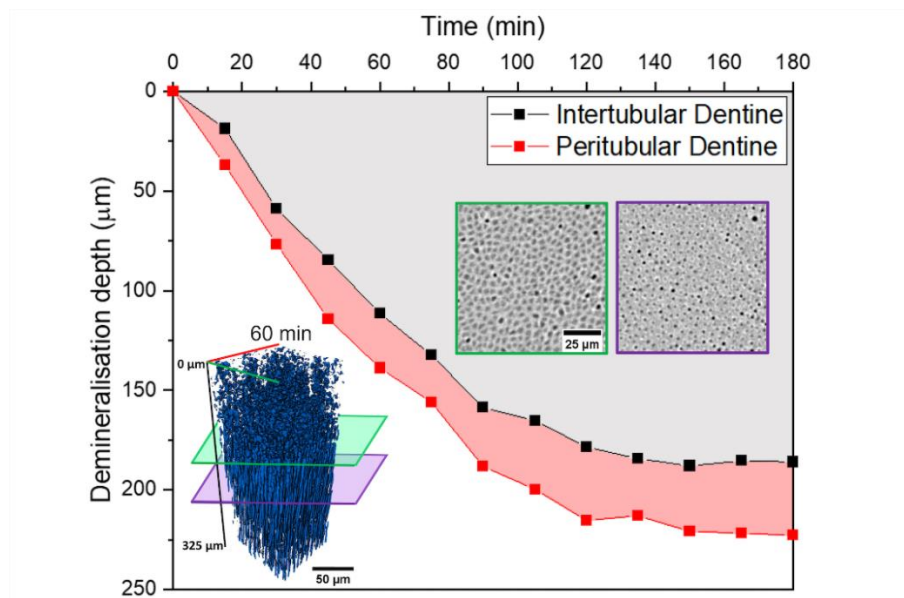 Time (min)
0 20 40 60 80 100 120 140 160 180
Demineralisation depth (μm)
0
50
100
150
200
250
Intertubular Dentine
Peritubular Dentine
25 μm
60 min
0 μm
325 μm
50 μm